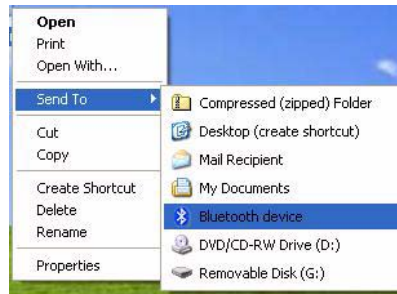 Open
Print
Open With...
Send To
Cut
Copy
Create Shortcut
Delete
Rename
Properties
Compressed (zipped) Folder
Desktop (create shortcut)
Mail Recipient
My Documents
Bluetooth device
DVD/CD-RW Drive (D:)
Removable Disk (G:)